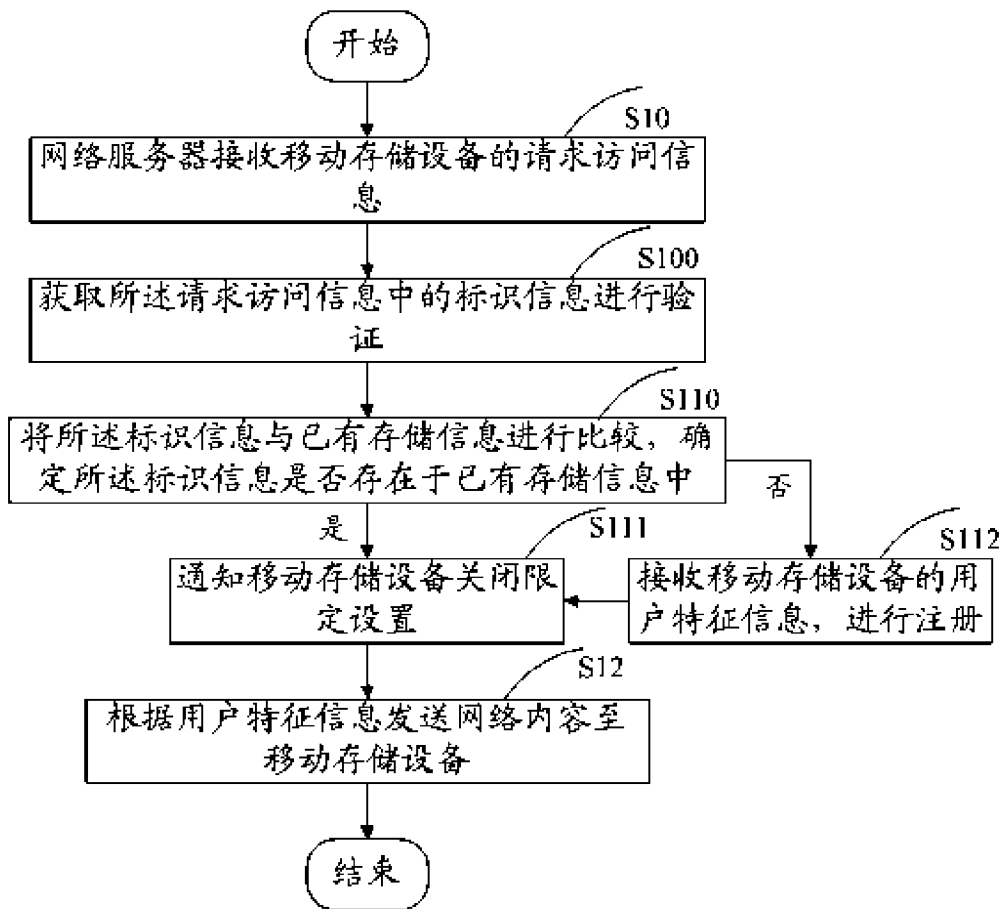 开始
S10
网络服务器接收移动存储设备的请求访问信
息
S100
获取所述请求访问信息中的标识信息进行验
证
S110
将所述标识信息与已有存储信息进行比较，确
定所述标识信息是否存在于已有存储信息中
否
是
S111
S112
通知移动存储设备关闭限
定设置
接收移动存储设备的用
户特征信息，进行注册
S12
根据用户特征信息发送网络内容至
移动存储设备
结束